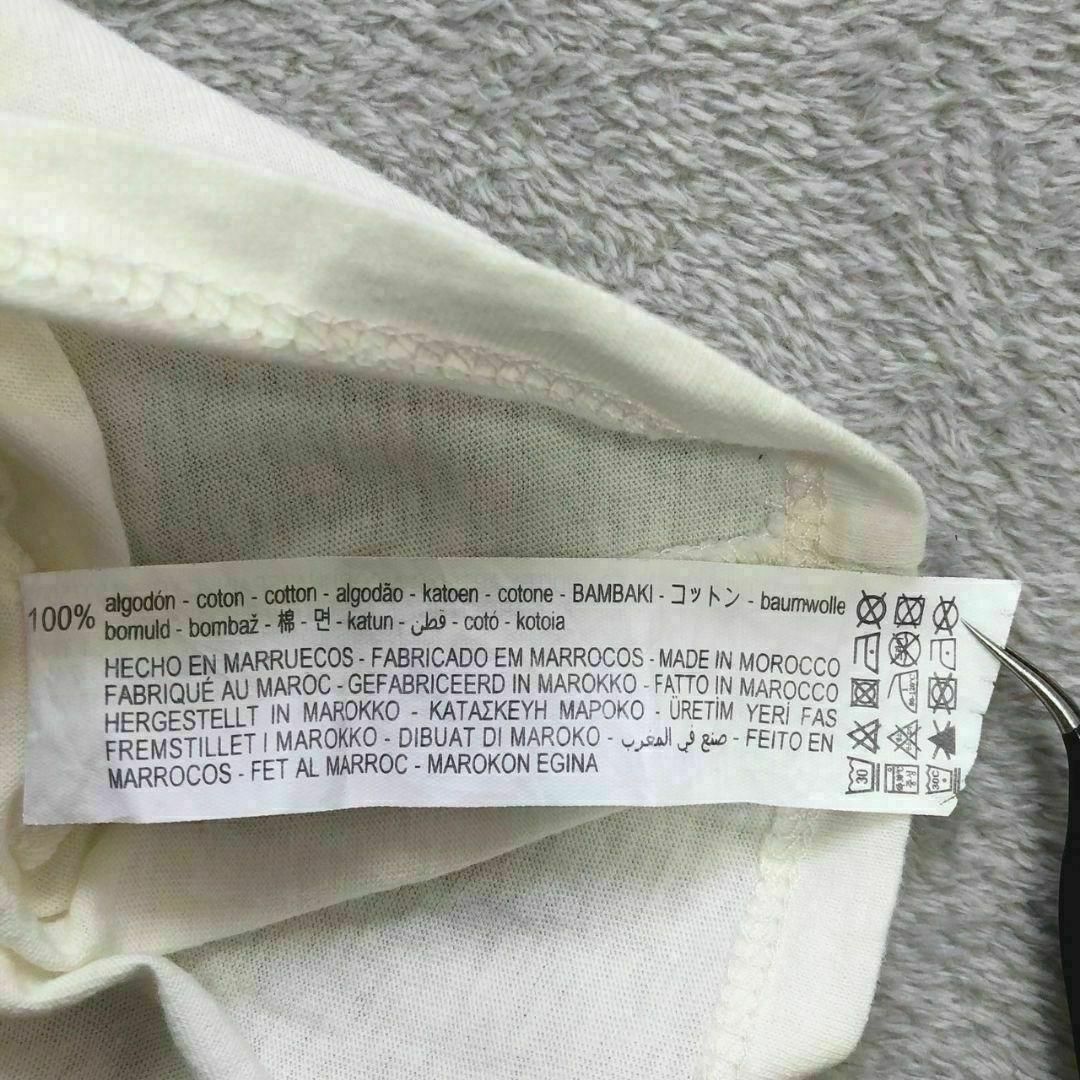 100% algodón - coton - cotton - algodão - katoen - cotone - BAMBAKI - コットン - baumwolle
bomuld - bombaž - 棉 - 면 - katun - قطن - cotó - kotoia
HECHO EN MARRUECOS - FABRICADO EM MARROCOS - MADE IN MOROCCO
FABRIQUÉ AU MAROC - GEFABRICEERD IN MAROKKO - FATTO IN MAROCCO
HERGESTELLT IN MAROKKO - ΚΑΤΑΣΚΕΥΗ ΜΑΡΟΚΟ - ÜRETİM YERİ FAS
FREMSTILLET I MAROKKO - DIBUAT DI MAROKO - صنع في المغرب - FEITO EN
MARROCOS - FET AL MARROC - MAROKON EGINA
30 30C